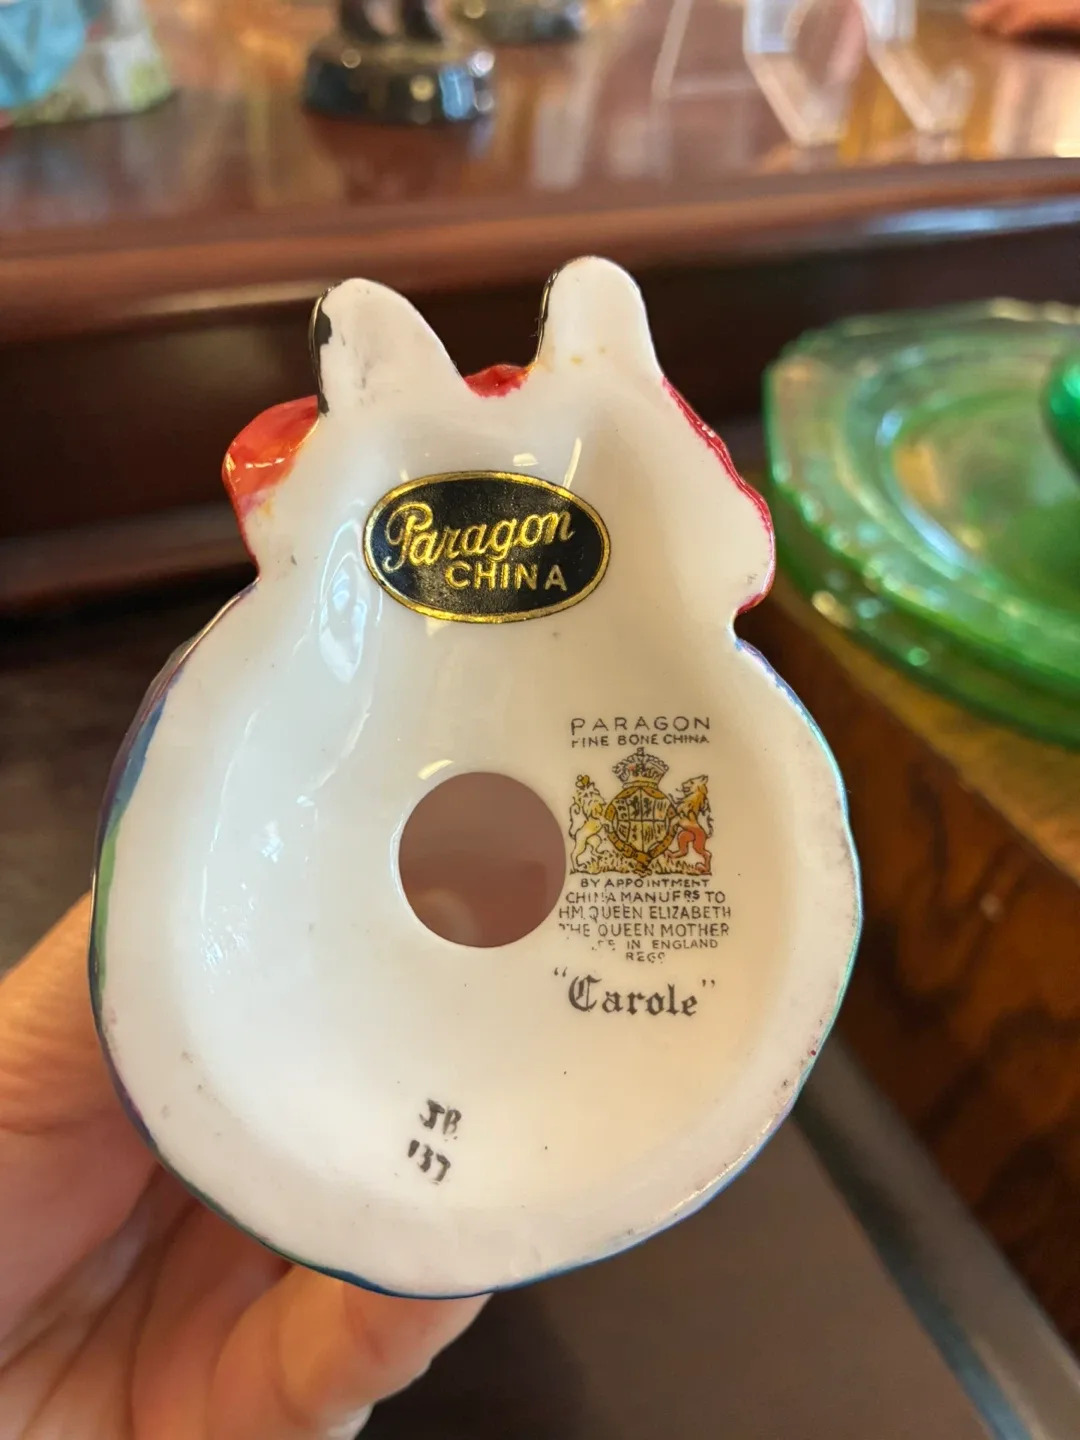 Paragon
CHINA
PARAGON
FINE BONE CHINA
BY APPOINTMENT
CHINA MANUFRS TO
H.M. QUEEN ELIZABETH
THE QUEEN MOTHER
IN ENGLAND
REGD
"Carole"
JB
137